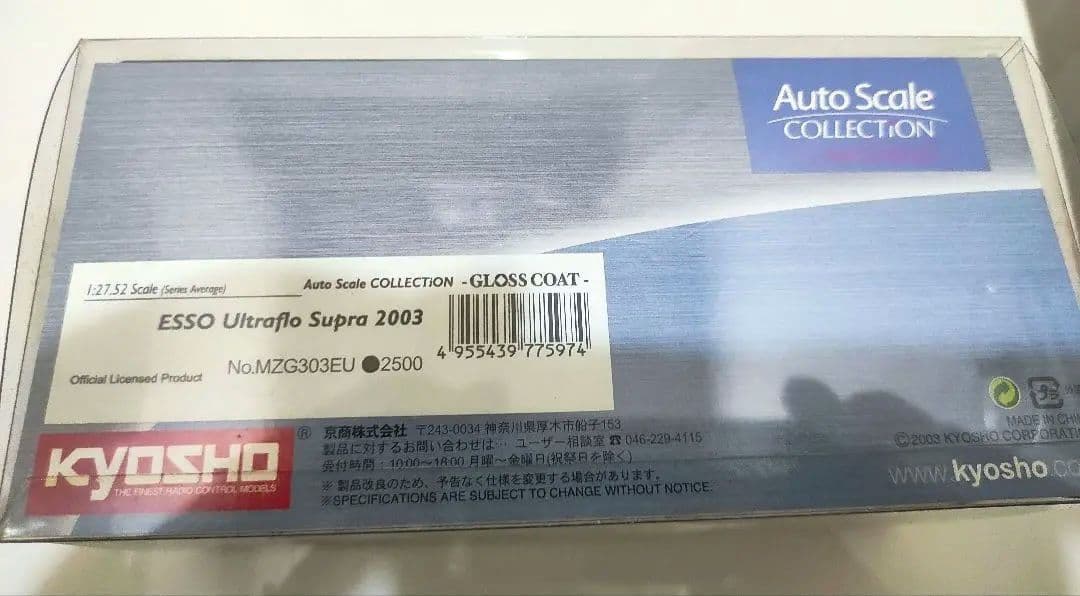 Auto Scale
COLLECTiON
1:27.52 Scale (Series Average)
Auto Scale COLLECTiON -GLOSS COAT-
ESSO Ultraflo Supra 2003
4 955439 775974
No.MZG303EU ●2500
Official Licensed Product
KYOSHO ®
THE FINEST RADIO CONTROL MODELS
京商株式会社 〒243-0034 神奈川県厚木市船子153
製品に対するお問い合わせは… ユーザー相談室 ☎ 046-229-4115
受付時間:10:00〜18:00 月曜〜金曜日(祝祭日を除く)
※ 製品改良のため、予告なく仕様を変更する場合があります。
※SPECIFICATIONS ARE SUBJECT TO CHANGE WITHOUT NOTICE.
MADE IN CHI
©2003 KYOSHO CORPORATI
www.kyosho.co